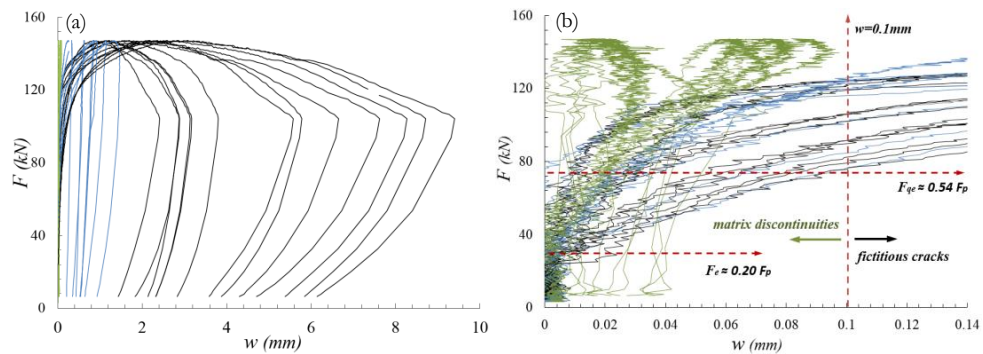 (a)
160
120
80
40
0
F (kN)
0
2
4
6
8
10
w (mm)
(b)
160
120
80
40
0
F (kN)
w=0.1mm
Fqe ≈ 0.54 Fp
matrix discontinuities
fictitious cracks
Fe ≈ 0.20 Fp
0
0.02
0.04
0.06
0.08
0.1
0.12
0.14
w (mm)